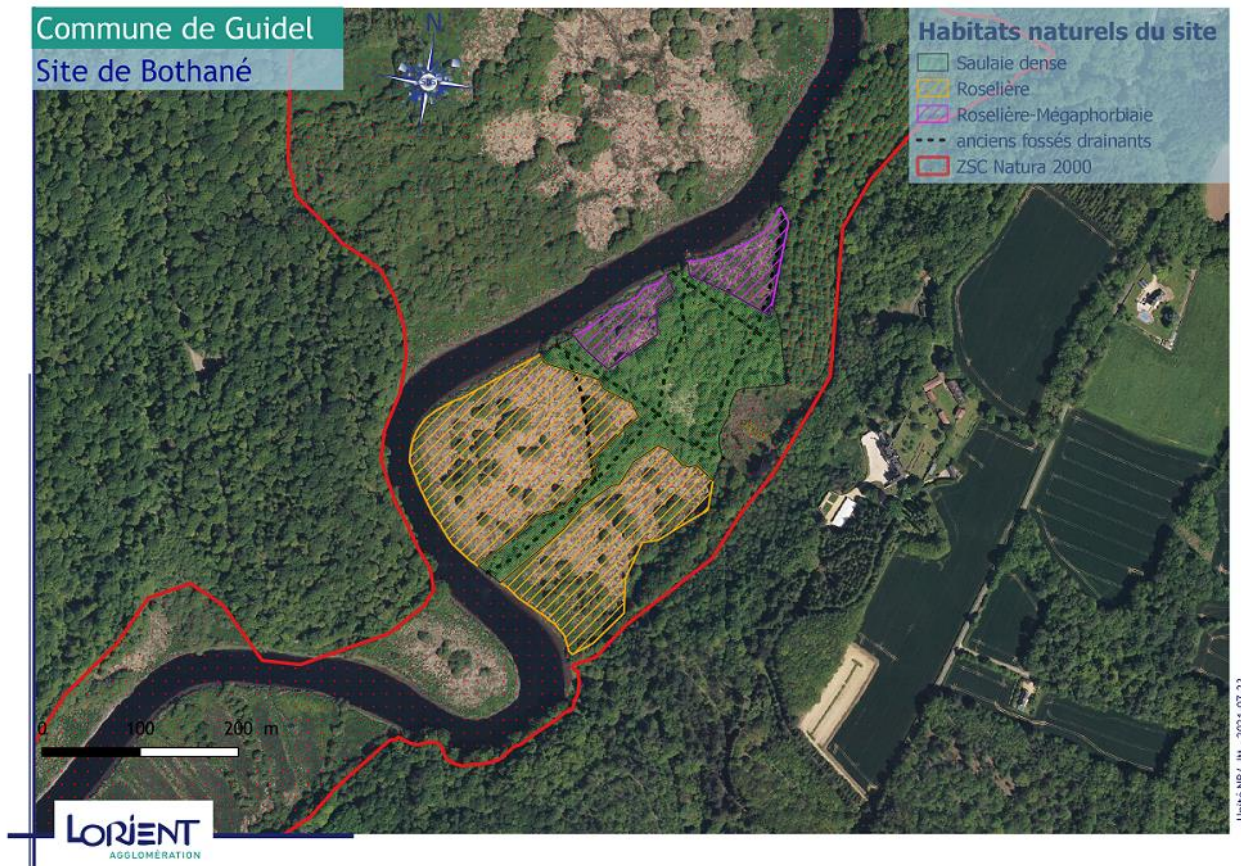 Commune de Guidel
Site de Bothané
N
Habitats naturels du site
Saulaie dense
Roselière
Roselière-Mégaphorbiaie
anciens fossés drainants
ZSC Natura 2000
0 100 200 m
LORIENT
AGGLOMÉRATION